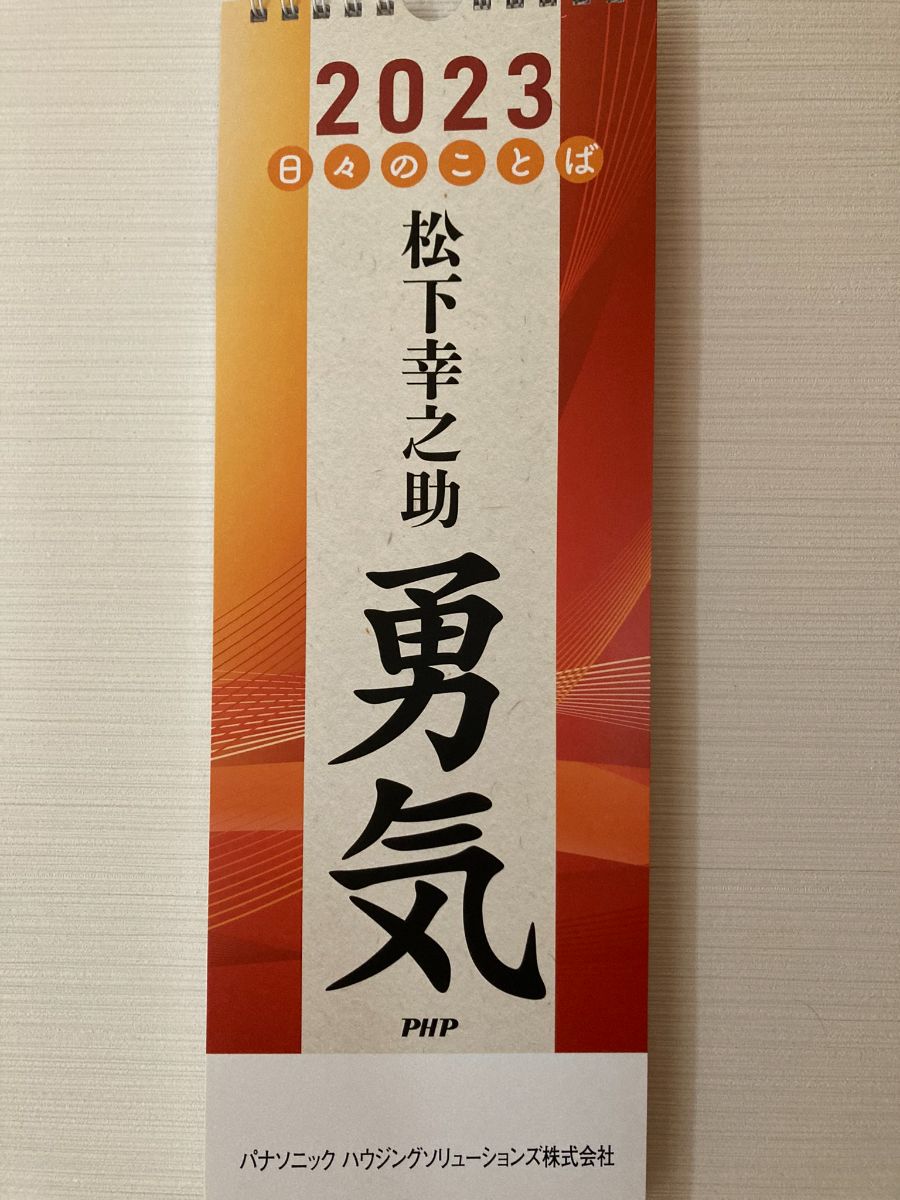 2023
日々のことば
松下幸之助
勇気
PHP
パナソニック ハウジングソリューションズ株式会社